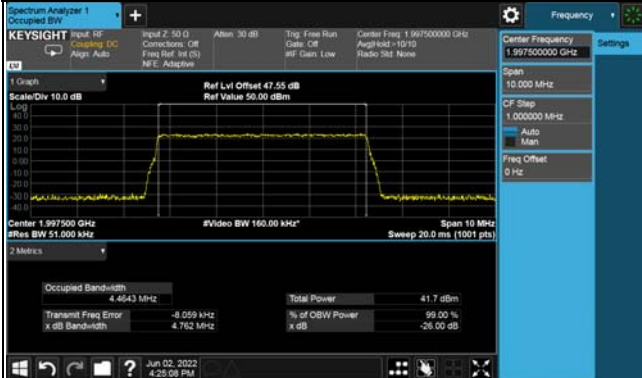 Spectrum Analyzer 1
Occupied BW
+
Frequency
KEYSIGHT
Input: RF
Coupling: DC
Align: Auto
Input Z: 50 Ω
Corrections: Off
Freq Ref: Int (S)
NFE: Adaptive
Atten: 30 dB
Trig: Free Run
Gate: Off
#IF Gain: Low
Center Freq: 1.997500000 GHz
Avg|Hold:>10/10
Radio Std: None
Center Frequency
1.997500000 GHz
Settings
Span
10.000 MHz
CF Step
1.000000 MHz
Auto
Man
Freq Offset
0 Hz
1 Graph
Scale/Div 10.0 dB
Ref Lvl Offset 47.55 dB
Ref Value 50.00 dBm
Log
40.0
30.0
20.0
10.0
0.00
-10.0
-20.0
-30.0
-40.0
Center 1.997500 GHz
#Res BW 51.000 kHz
#Video BW 160.00 kHz*
Span 10 MHz
Sweep 20.0 ms (1001 pts)
2 Metrics
Occupied Bandwidth
4.4643 MHz
Total Power
41.7 dBm
Transmit Freq Error
-8.059 kHz
% of OBW Power
99.00 %
x dB Bandwidth
4.762 MHz
x dB
-26.00 dB
?
Jun 02, 2022
4:25:08 PM